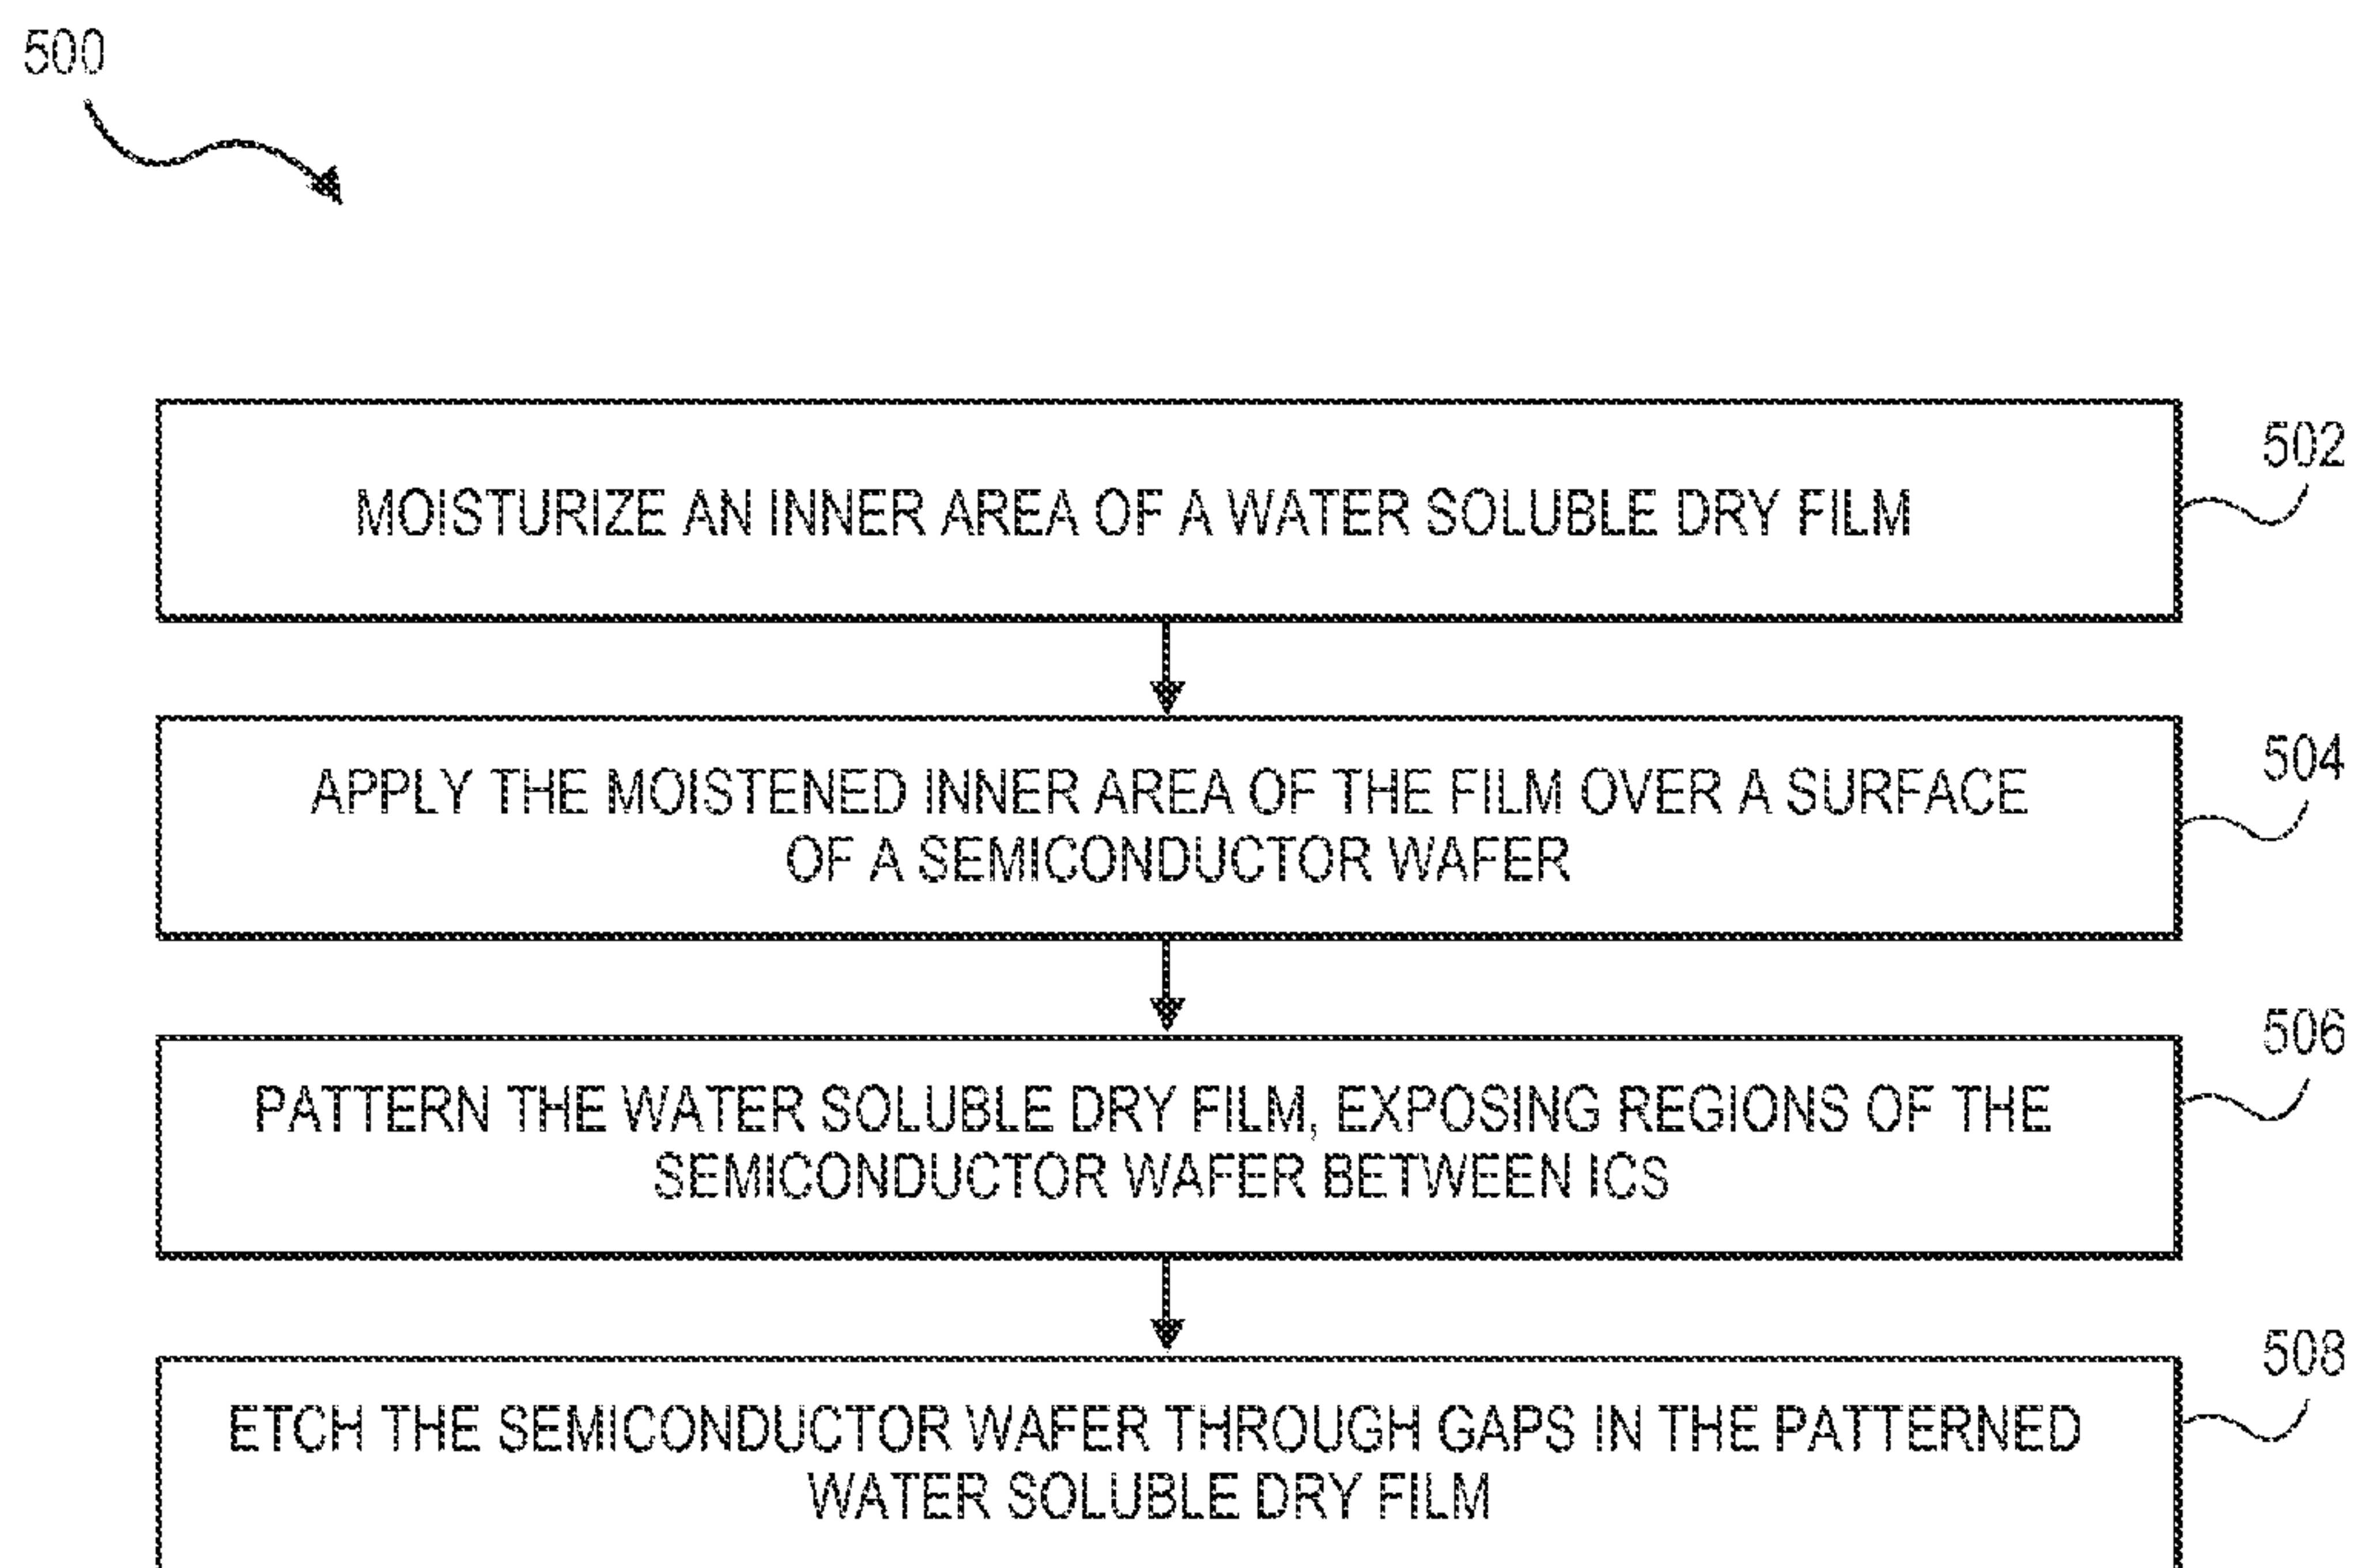 500
502
MOISTURIZE AN INNER AREA OF A WATER SOLUBLE DRY FILM
504
APPLY THE MOISTENED INNER AREA OF THE FILM OVER A SURFACE
OF A SEMICONDUCTOR WAFER
506
PATTERN THE WATER SOLUBLE DRY FILM, EXPOSING REGIONS OF THE
SEMICONDUCTOR WAFER BETWEEN ICS
508
ETCH THE SEMICONDUCTOR WAFER THROUGH GAPS IN THE PATTERNED
WATER SOLUBLE DRY FILM